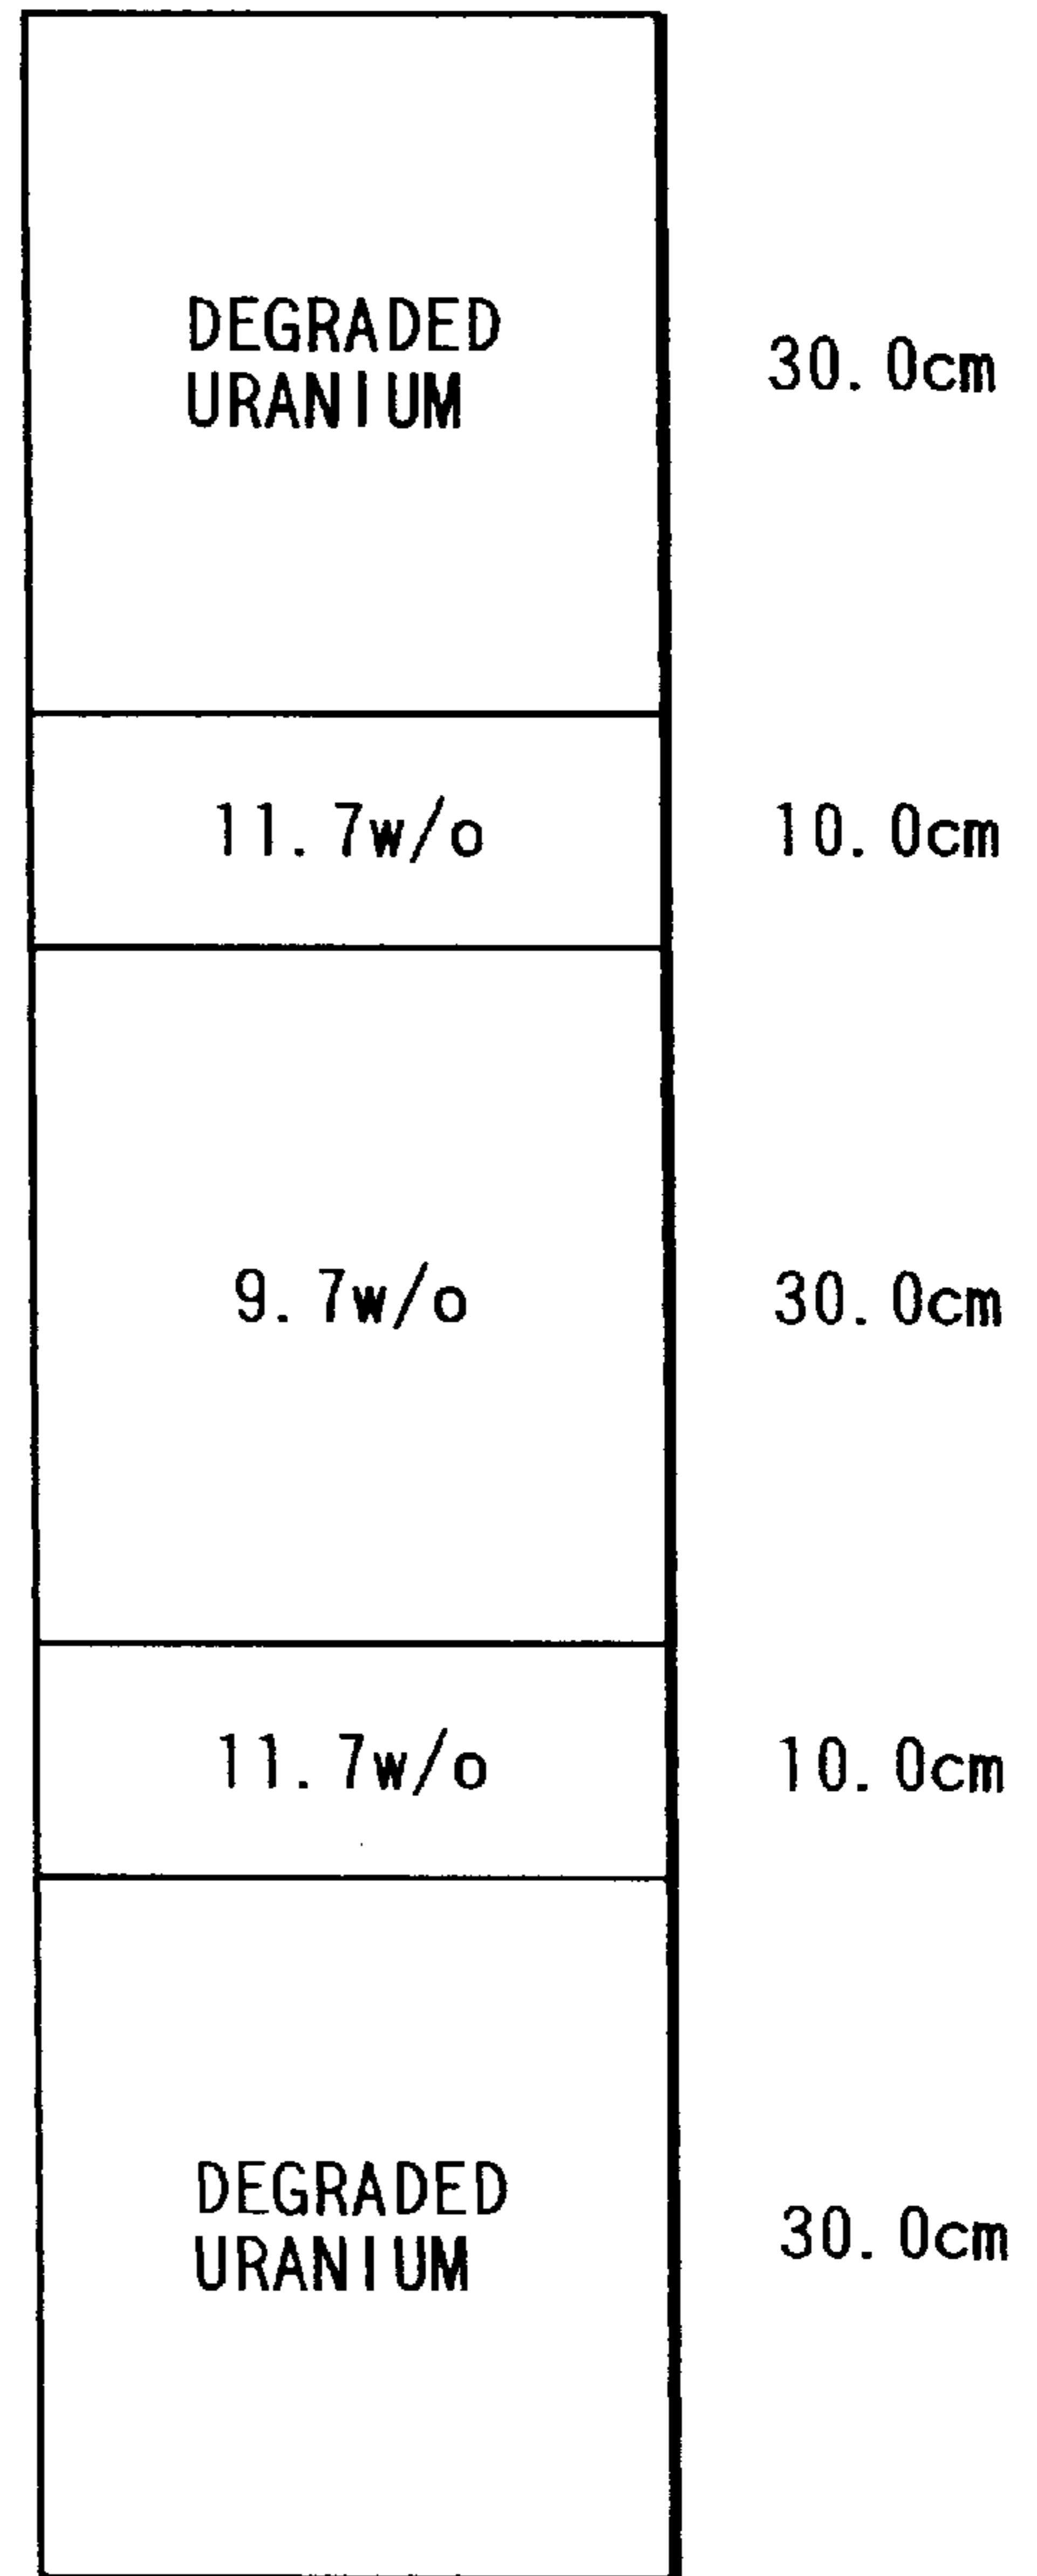 DEGRADED
URANIUM
30.0cm
11.7w/o
10.0cm
9.7w/o
30.0cm
11.7w/o
10.0cm
DEGRADED
URANIUM
30.0cm